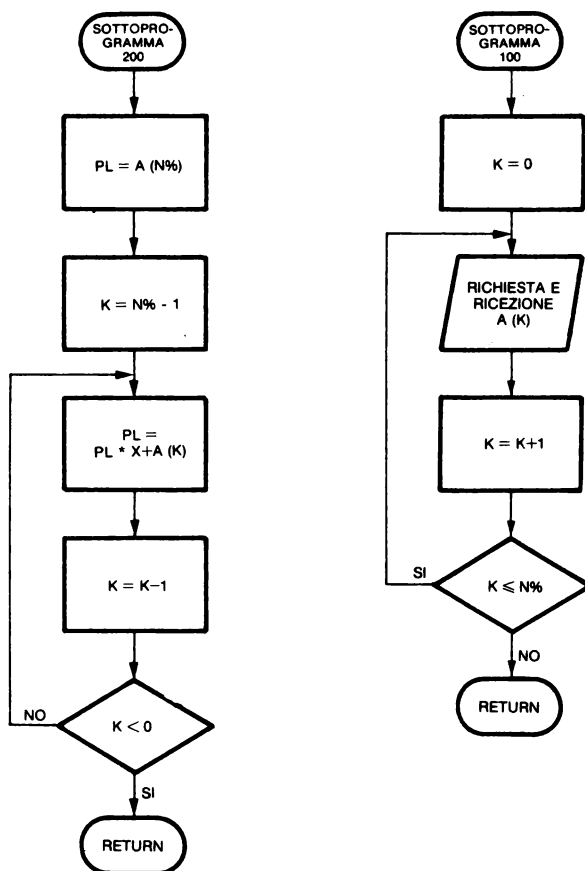 SOTTOPRO-
GRAMMA
200
PL = A (N%)
K = N% - 1
PL =
PL * X+A (K)
K = K-1
K < 0
NO
SI
RETURN
SOTTOPRO-
GRAMMA
100
K = 0
RICHIESTA E
RICEZIONE
A (K)
K = K+1
K ⩽ N%
SI
NO
RETURN